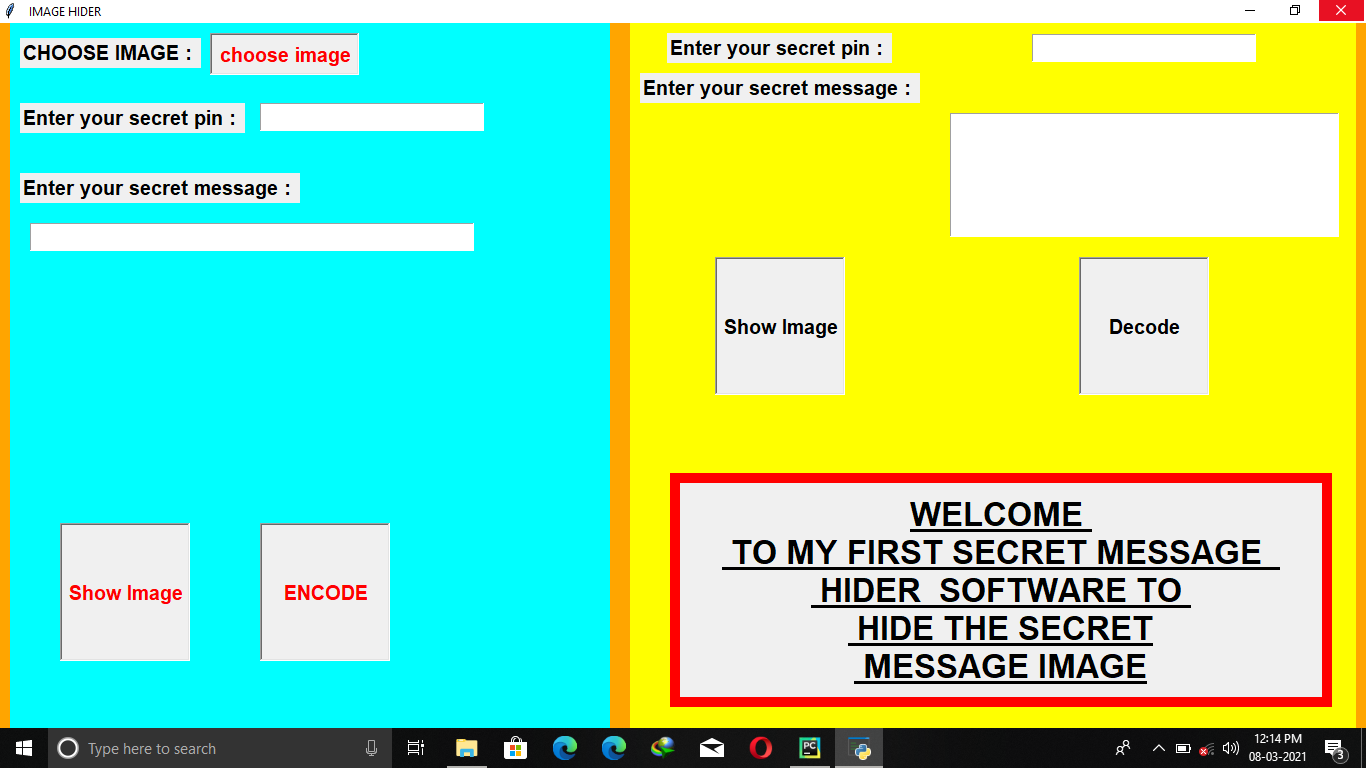 IMAGE HIDER
CHOOSE IMAGE :
choose image
Enter your secret pin :
Enter your secret message :
Show Image
ENCODE
Enter your secret pin :
Enter your secret message :
Show Image
Decode
WELCOME
TO MY FIRST SECRET MESSAGE
HIDER SOFTWARE TO
HIDE THE SECRET
MESSAGE IMAGE
Type here to search
PC
12:14 PM
08-03-2021
3